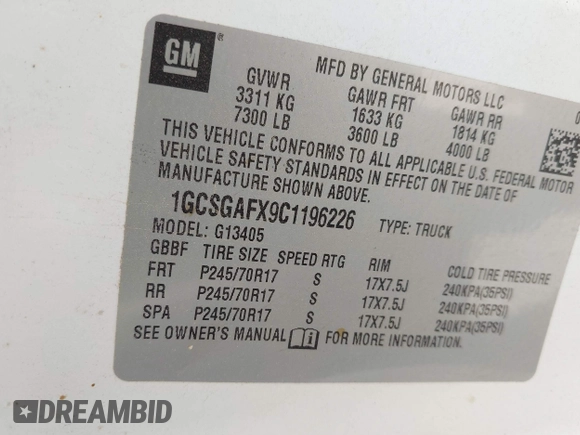 GM
MFD BY GENERAL MOTORS LLC
GVWR GAWR FRT GAWR RR
3311 KG 1633 KG 1814 KG
7300 LB 3600 LB 4000 LB
THIS VEHICLE CONFORMS TO ALL APPLICABLE U.S. FEDERAL MOTOR
VEHICLE SAFETY STANDARDS IN EFFECT ON THE DATE OF
MANUFACTURE SHOWN ABOVE.
1GCSGAFX9C1196226 TYPE: TRUCK
MODEL: G13405
GBBF TIRE SIZE SPEED RTG RIM COLD TIRE PRESSURE
FRT P245/70R17 S 17X7.5J 240KPA(35PSI)
RR P245/70R17 S 17X7.5J 240KPA(35PSI)
SPA P245/70R17 S 17X7.5J 240KPA(35PSI)
SEE OWNER'S MANUAL i FOR MORE INFORMATION.
DREAMBID